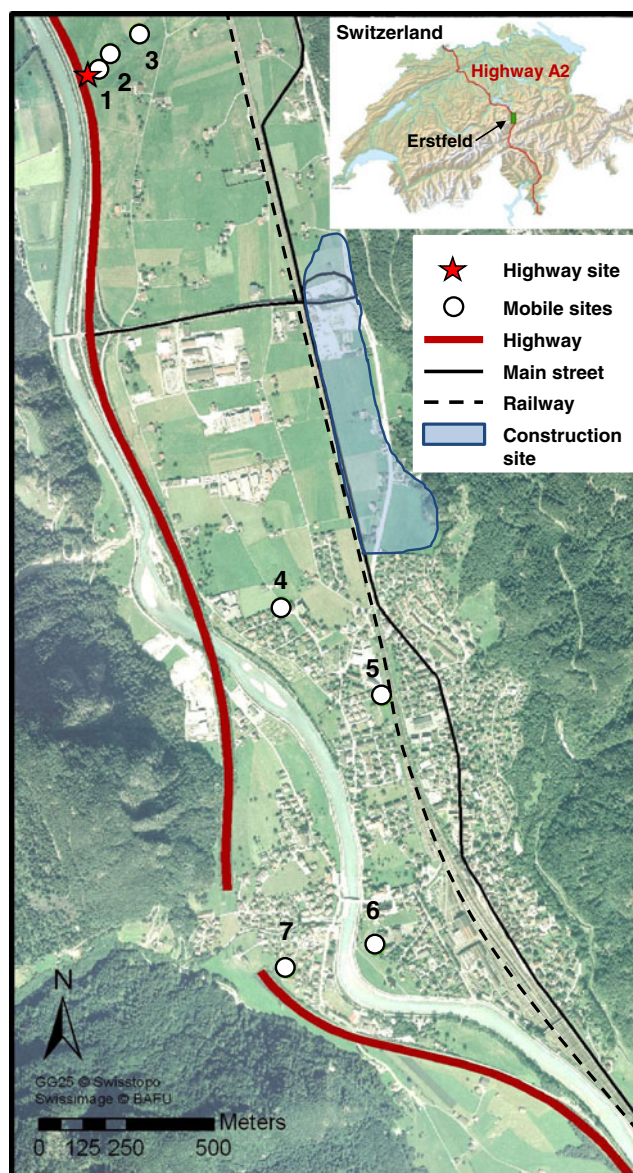 Switzerland
Highway A2
Erstfeld
3
2
1
Highway site
Mobile sites
Highway
Main street
Railway
Construction
site
4
5
6
7
N
GG25 © Swisstopo
Swissimage © BAFU
Meters
0 125 250 500